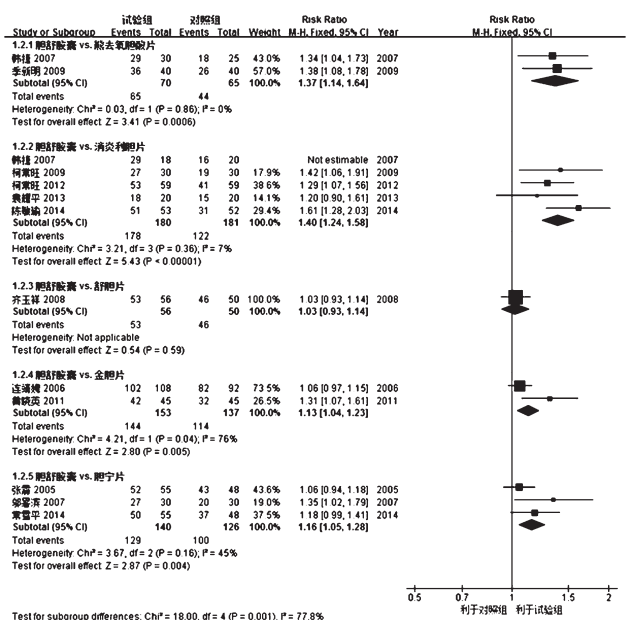 试验组 对照组 Risk Ratio Risk Ratio
Study or Subgroup Events Total Events Total Weight M-H, Fixed, 95% CI Year M-H, Fixed, 95% CI
1.2.1 胆舒胶囊 vs. 熊去氧胆酸片
韩捷 2007 29 30 18 25 43.0% 1.34 [1.04, 1.73] 2007
季新明 2009 36 40 26 40 57.0% 1.38 [1.08, 1.78] 2009
Subtotal (95% CI) 70 65 100.0% 1.37 [1.14, 1.64]
Total events 65 44
Heterogeneity: Chi² = 0.03, df = 1 (P = 0.86); I² = 0%
Test for overall effect: Z = 3.41 (P = 0.0006)
1.2.2 胆舒胶囊 vs. 消炎利胆片
韩捷 2007 29 18 16 20 Not estimable 2007
柯常旺 2009 27 30 19 30 17.9% 1.42 [1.06, 1.91] 2009
柯常旺 2012 53 59 41 59 38.6% 1.29 [1.07, 1.56] 2012
袁耀平 2013 18 20 15 20 14.1% 1.20 [0.90, 1.61] 2013
陈敏瑜 2014 51 53 31 52 29.4% 1.61 [1.28, 2.03] 2014
Subtotal (95% CI) 180 181 100.0% 1.40 [1.24, 1.58]
Total events 178 122
Heterogeneity: Chi² = 3.21, df = 3 (P = 0.36); I² = 7%
Test for overall effect: Z = 5.43 (P < 0.00001)
1.2.3 胆舒胶囊 vs. 舒胆片
齐玉祥 2008 53 56 46 50 100.0% 1.03 [0.93, 1.14] 2008
Subtotal (95% CI) 56 50 100.0% 1.03 [0.93, 1.14]
Total events 53 46
Heterogeneity: Not applicable
Test for overall effect: Z = 0.54 (P = 0.59)
1.2.4 胆舒胶囊 vs. 金胆片
连靖嫂 2006 102 108 82 92 73.5% 1.06 [0.97, 1.15] 2006
黄晓英 2011 42 45 32 45 26.5% 1.31 [1.07, 1.61] 2011
Subtotal (95% CI) 153 137 100.0% 1.13 [1.04, 1.23]
Total events 144 114
Heterogeneity: Chi² = 4.21, df = 1 (P = 0.04); I² = 76%
Test for overall effect: Z = 2.80 (P = 0.005)
1.2.5 胆舒胶囊 vs. 胆宁片
张震 2005 52 55 43 48 43.6% 1.06 [0.94, 1.18] 2005
2007 27 30 20 30 18.9% 1.35 [1.02, 1.79] 2007
常雪平 2014 50 55 37 48 37.5% 1.18 [0.99, 1.41] 2014
Subtotal (95% CI) 140 126 100.0% 1.16 [1.05, 1.28]
Total events 129 100
Heterogeneity: Chi² = 3.67, df = 2 (P = 0.16); I² = 45%
Test for overall effect: Z = 2.87 (P = 0.004)
0.5 0.7 1 1.5 2
利于对照组 利于试验组
Test for subgroup differences: Chi² = 18.00, df = 4 (P = 0.001), I² = 77.8%